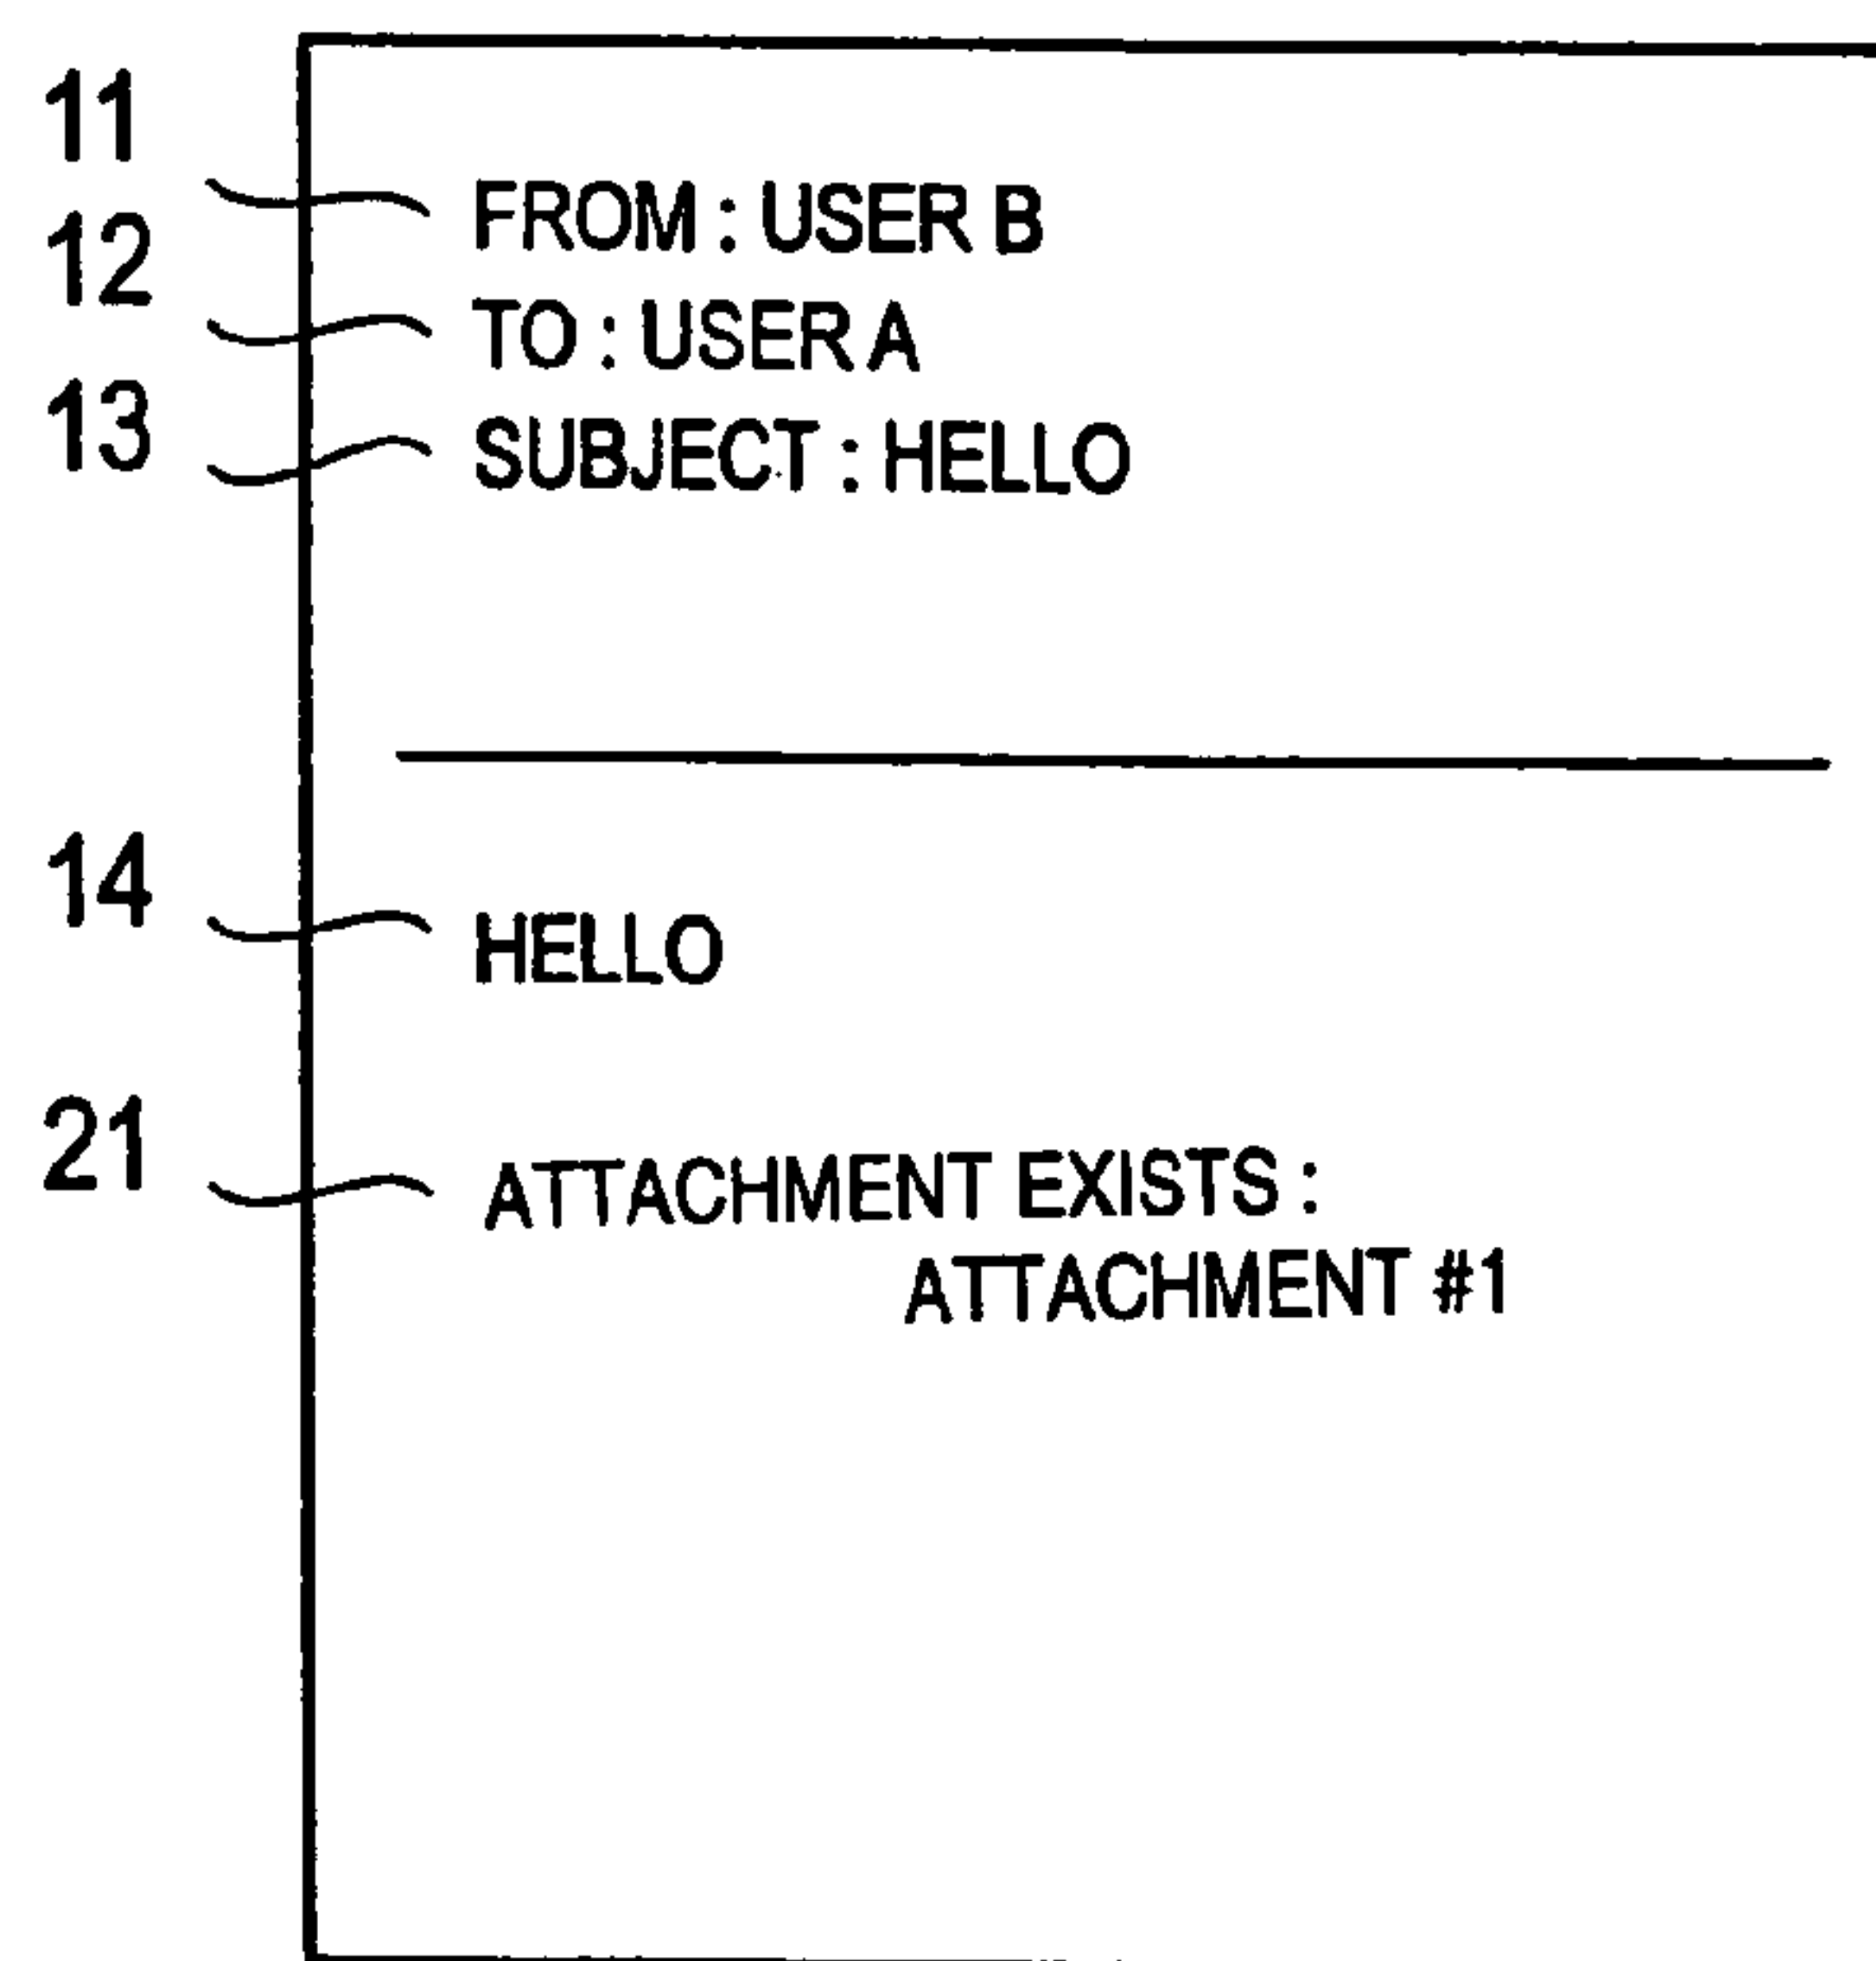 11
FROM : USER B
12
TO : USER A
13
SUBJECT : HELLO
14
HELLO
21
ATTACHMENT EXISTS :
ATTACHMENT #1